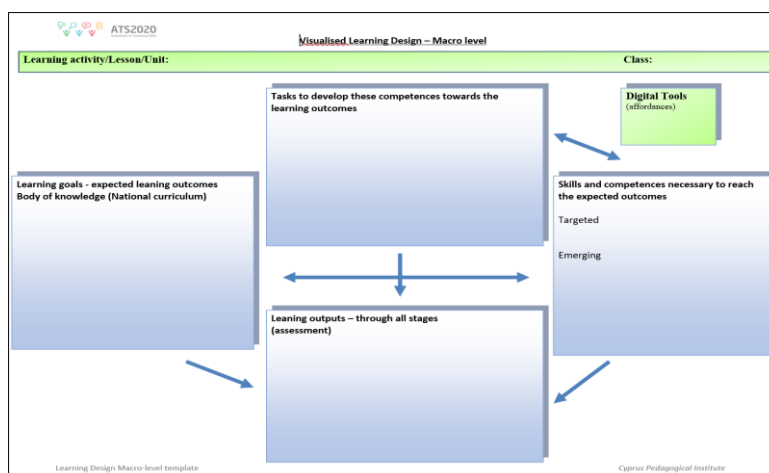 ATS2020
Visualised Learning Design – Macro level
Learning activity/Lesson/Unit: Class:
Tasks to develop these competences towards the
learning outcomes
Digital Tools
(affordances)
Learning goals - expected leaning outcomes
Body of knowledge (National curriculum)
Skills and competences necessary to reach
the expected outcomes
Targeted
Emerging
Leaning outputs – through all stages
(assessment)
Learning Design Macro-level template
Cyprus Pedagogical Institute